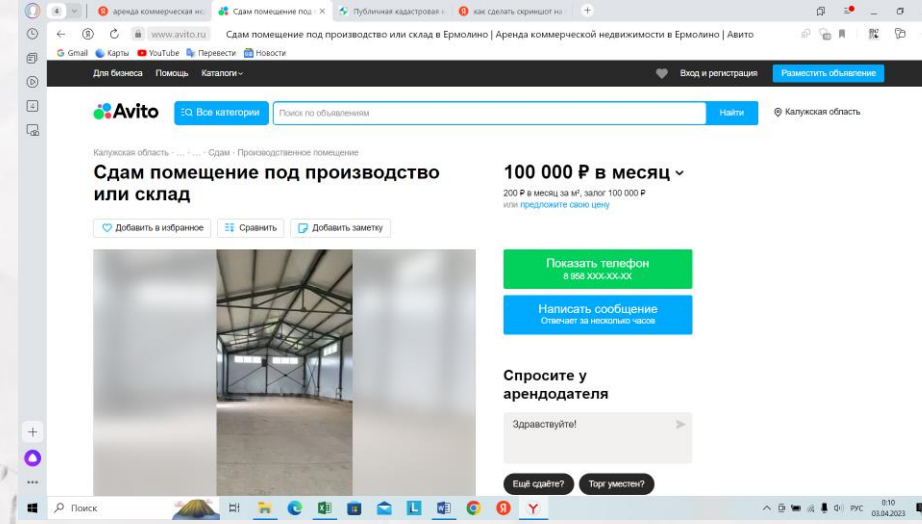 4
аренда коммерческая не
Сдам помещение под
Публичная кадастровая
как сделать скриншот на
www.avito.ru
Сдам помещение под производство или склад в Ермолино | Аренда коммерческой недвижимости в Ермолино | Авито
Gmail Карты YouTube Перевести Новости
Для бизнеса Помощь Каталоги
Вход и регистрация
Разместить объявление
Avito
Все категории
Поиск по объявлениям
Найти
Калужская область
Калужская область · ... · ... · Сдам · Производственное помещение
Сдам помещение под производство
или склад
100 000 ₽ в месяц
200 ₽ в месяц за м², залог 100 000 ₽
или предложите свою цену
Добавить в избранное
Сравнить
Добавить заметку
Показать телефон
8 958 XXX-XX-XX
Написать сообщение
Отвечает за несколько часов
Спросите у
арендодателя
Здравствуйте!
Ещё сдаёте?
Торг уместен?
Поиск
РУС
0:10
03.04.2023